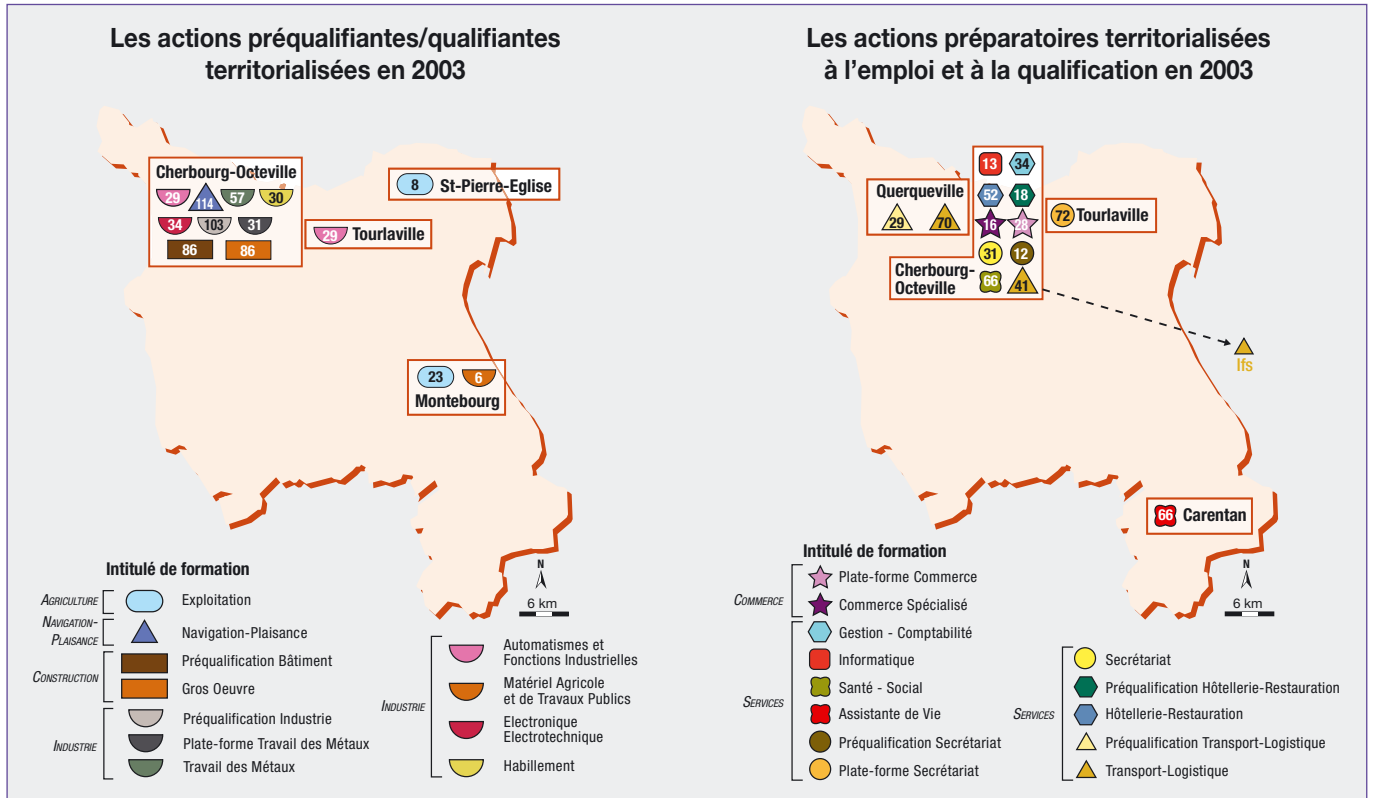 Les actions préqualifiantes/qualifiantes
territorialisées en 2003
Cherbourg-Octeville
29 114 57 30
34 103 31
86 86
8 St-Pierre-Eglise
29 Tourlaville
23 6
Montebourg
N
6 km
Intitulé de formation
AGRICULTURE
Exploitation
NAVIGATION-
PLAISANCE
Navigation-Plaisance
CONSTRUCTION
Préqualification Bâtiment
Gros Oeuvre
INDUSTRIE
Préqualification Industrie
Plate-forme Travail des Métaux
Travail des Métaux
INDUSTRIE
Automatismes et
Fonctions Industrielles
Matériel Agricole
et de Travaux Publics
Electronique
Electrotechnique
Habillement
Les actions préparatoires territorialisées
à l'emploi et à la qualification en 2003
Querqueville
29 70
13 34
52 18
16 28
31 12
66 41
Cherbourg-
Octeville
72 Tourlaville
Ifs
66 Carentan
N
6 km
Intitulé de formation
COMMERCE
Plate-forme Commerce
Commerce Spécialisé
SERVICES
Gestion - Comptabilité
Informatique
Santé - Social
Assistante de Vie
Préqualification Secrétariat
Plate-forme Secrétariat
SERVICES
Secrétariat
Préqualification Hôtellerie-Restauration
Hôtellerie-Restauration
Préqualification Transport-Logistique
Transport-Logistique